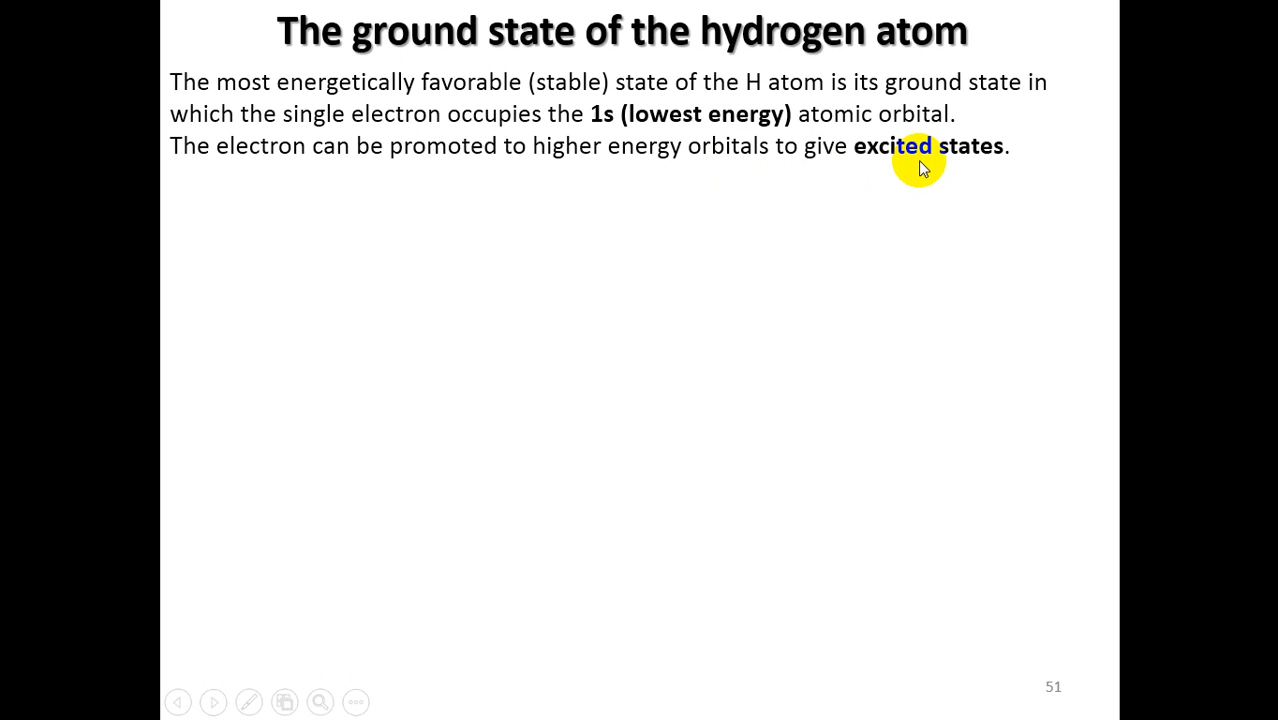 The ground state of the hydrogen atom
The most energetically favorable (stable) state of the H atom is its ground state in
which the single electron occupies the 1s (lowest energy) atomic orbital.
The electron can be promoted to higher energy orbitals to give excited states.
51